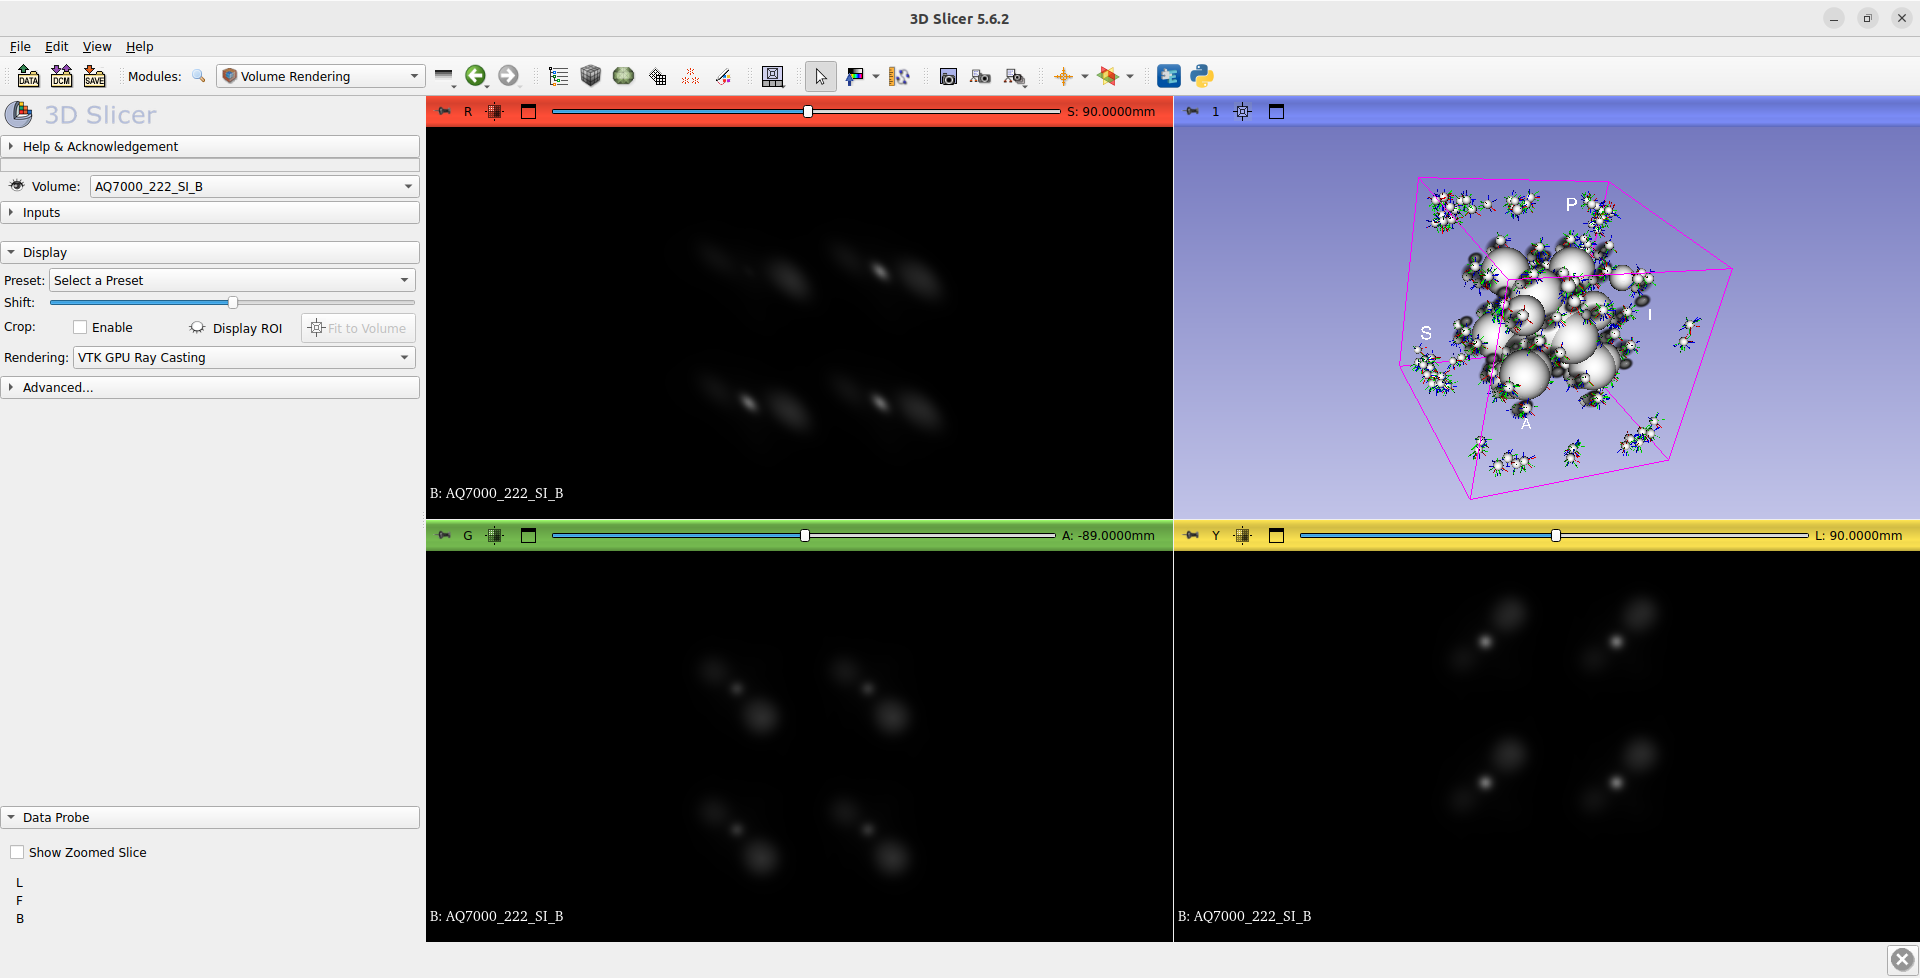 3D Slicer 5.6.2
File Edit View Help
DATA DCM SAVE Modules: Volume Rendering
3D Slicer
Help & Acknowledgement
Volume: AQ7000_222_SI_B
Inputs
Display
Preset: Select a Preset
Shift:
Crop: Enable Display ROI Fit to Volume
Rendering: VTK GPU Ray Casting
Advanced...
Data Probe
Show Zoomed Slice
L
F
B
R S: 90.0000mm
B: AQ7000_222_SI_B
1
P
I
S
A
G A: -89.0000mm
B: AQ7000_222_SI_B
Y L: 90.0000mm
B: AQ7000_222_SI_B